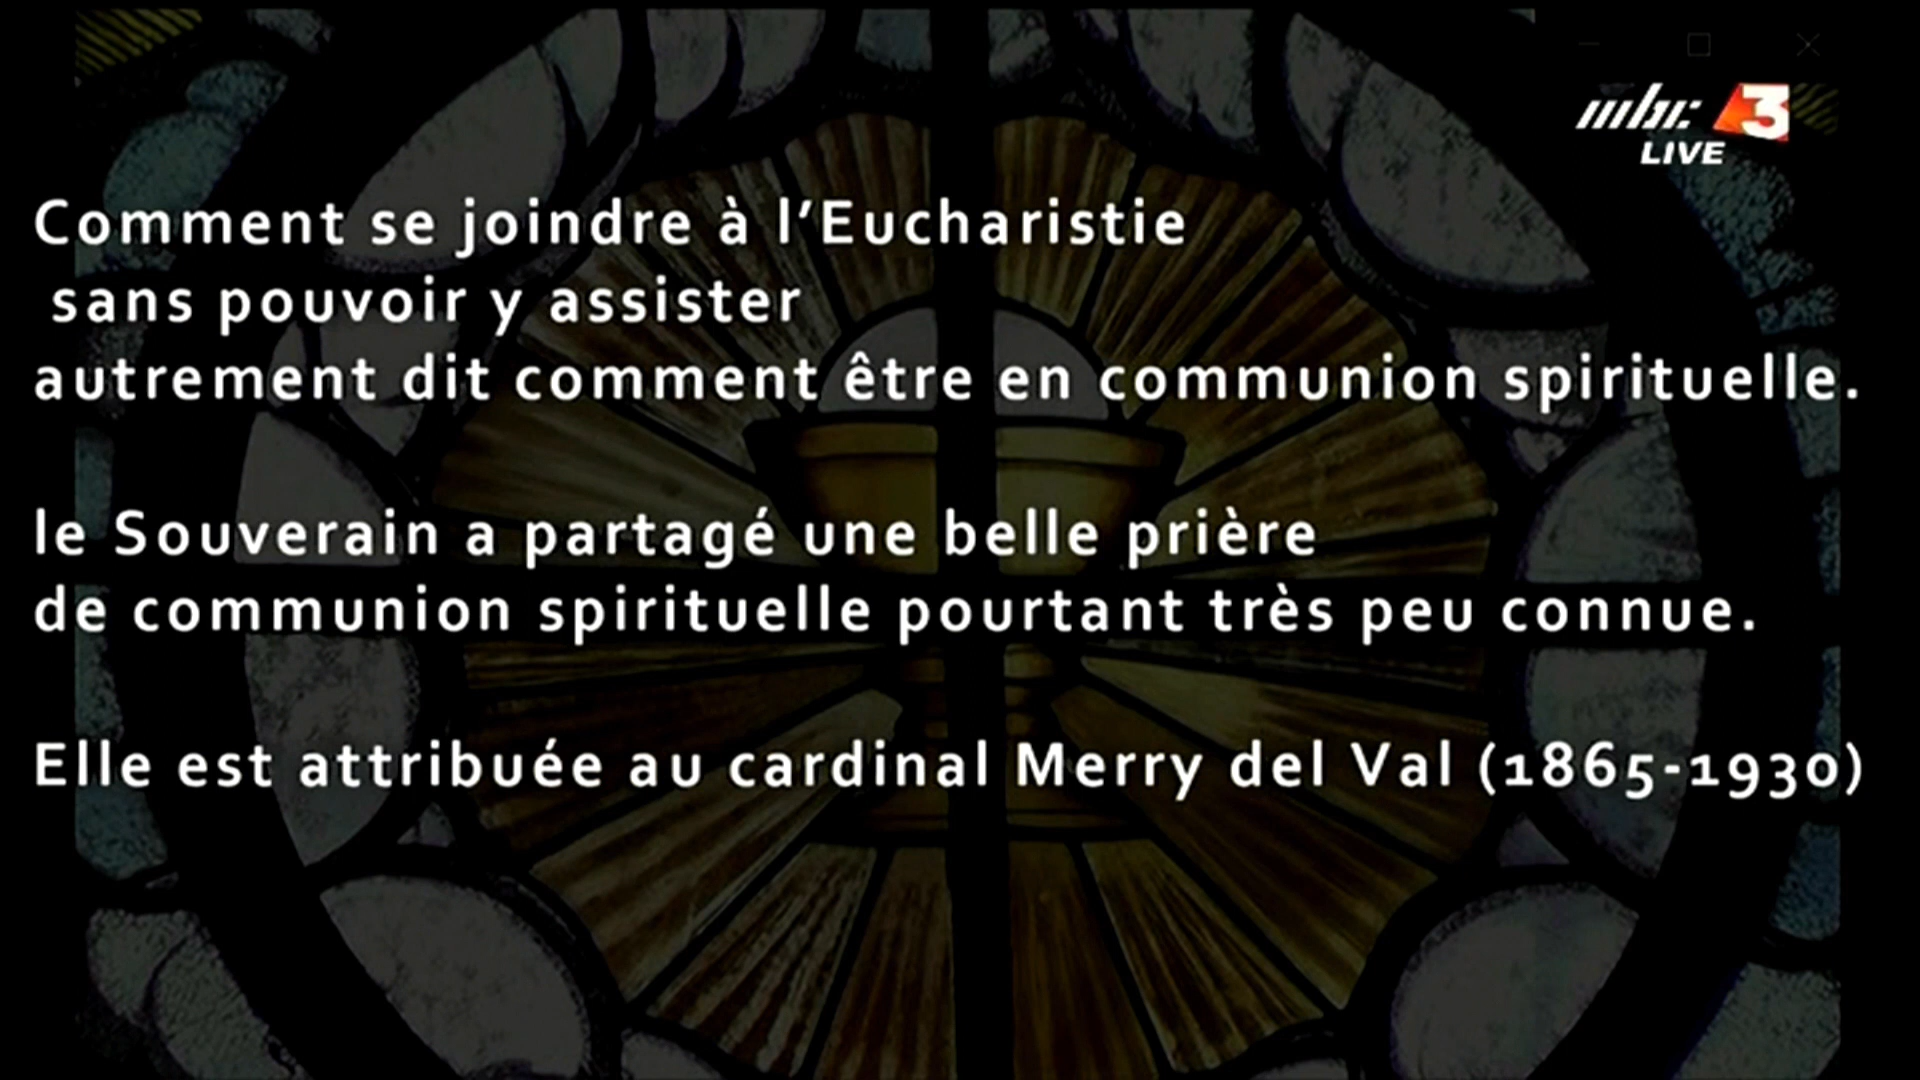 mbc 3
LIVE
Comment se joindre à l’Eucharistie
sans pouvoir y assister
autrement dit comment être en communion spirituelle.
le Souverain a partagé une belle prière
de communion spirituelle pourtant très peu connue.
Elle est attribuée au cardinal Merry del Val (1865-1930)